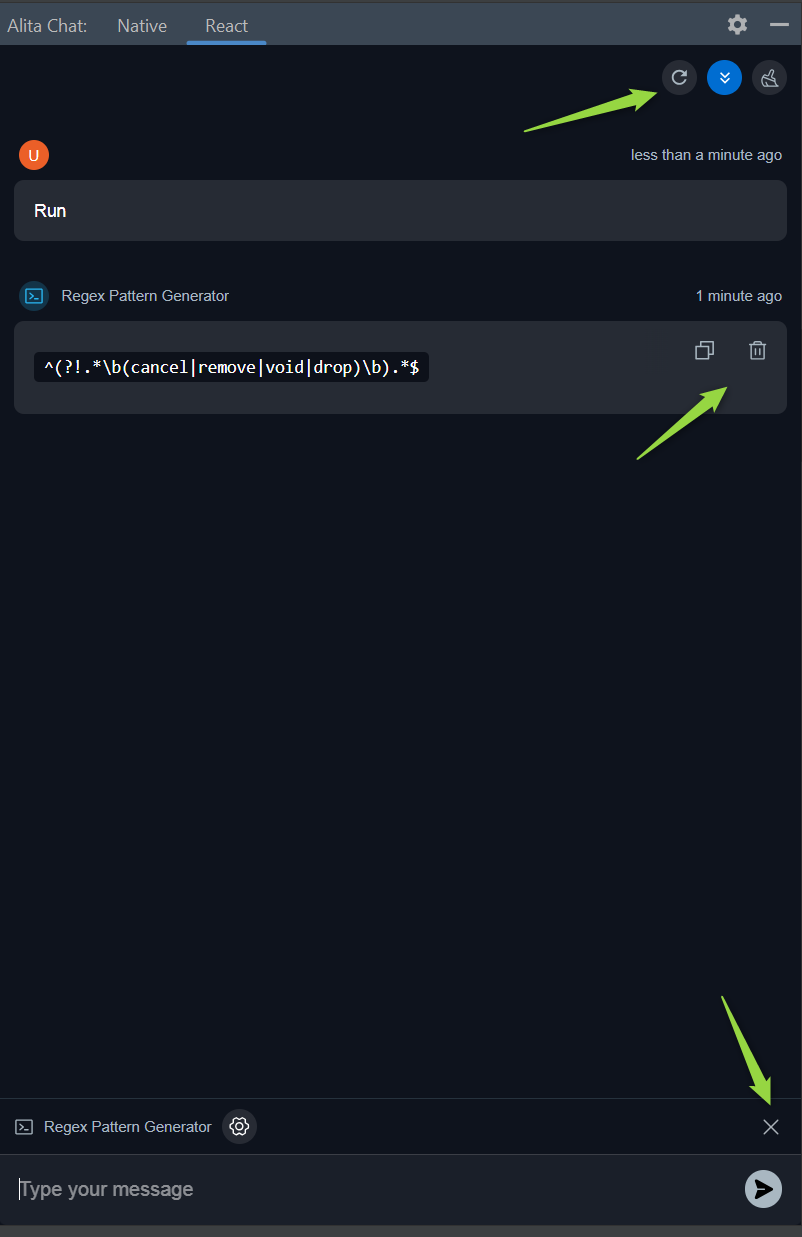 Alita Chat: Native React
U less than a minute ago
Run
Regex Pattern Generator 1 minute ago
^(?!.*\b(cancel|remove|void|drop)\b).*$
Regex Pattern Generator
Type your message